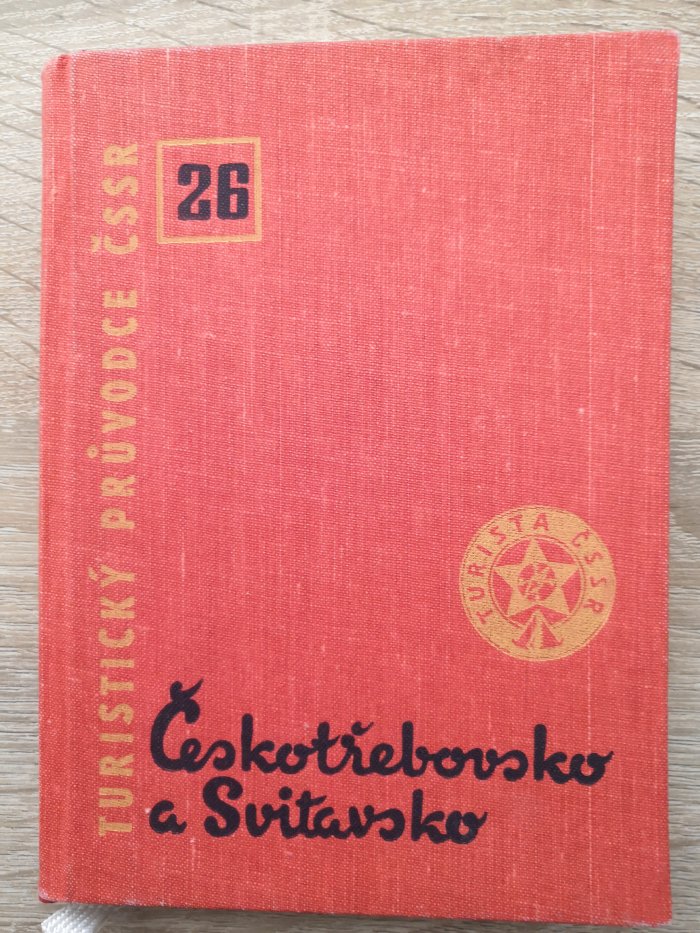 TURISTICKÝ PRŮVODCE ČSSR
26
TURISTA ČSSR
Českotřebovsko
a Svitavsko